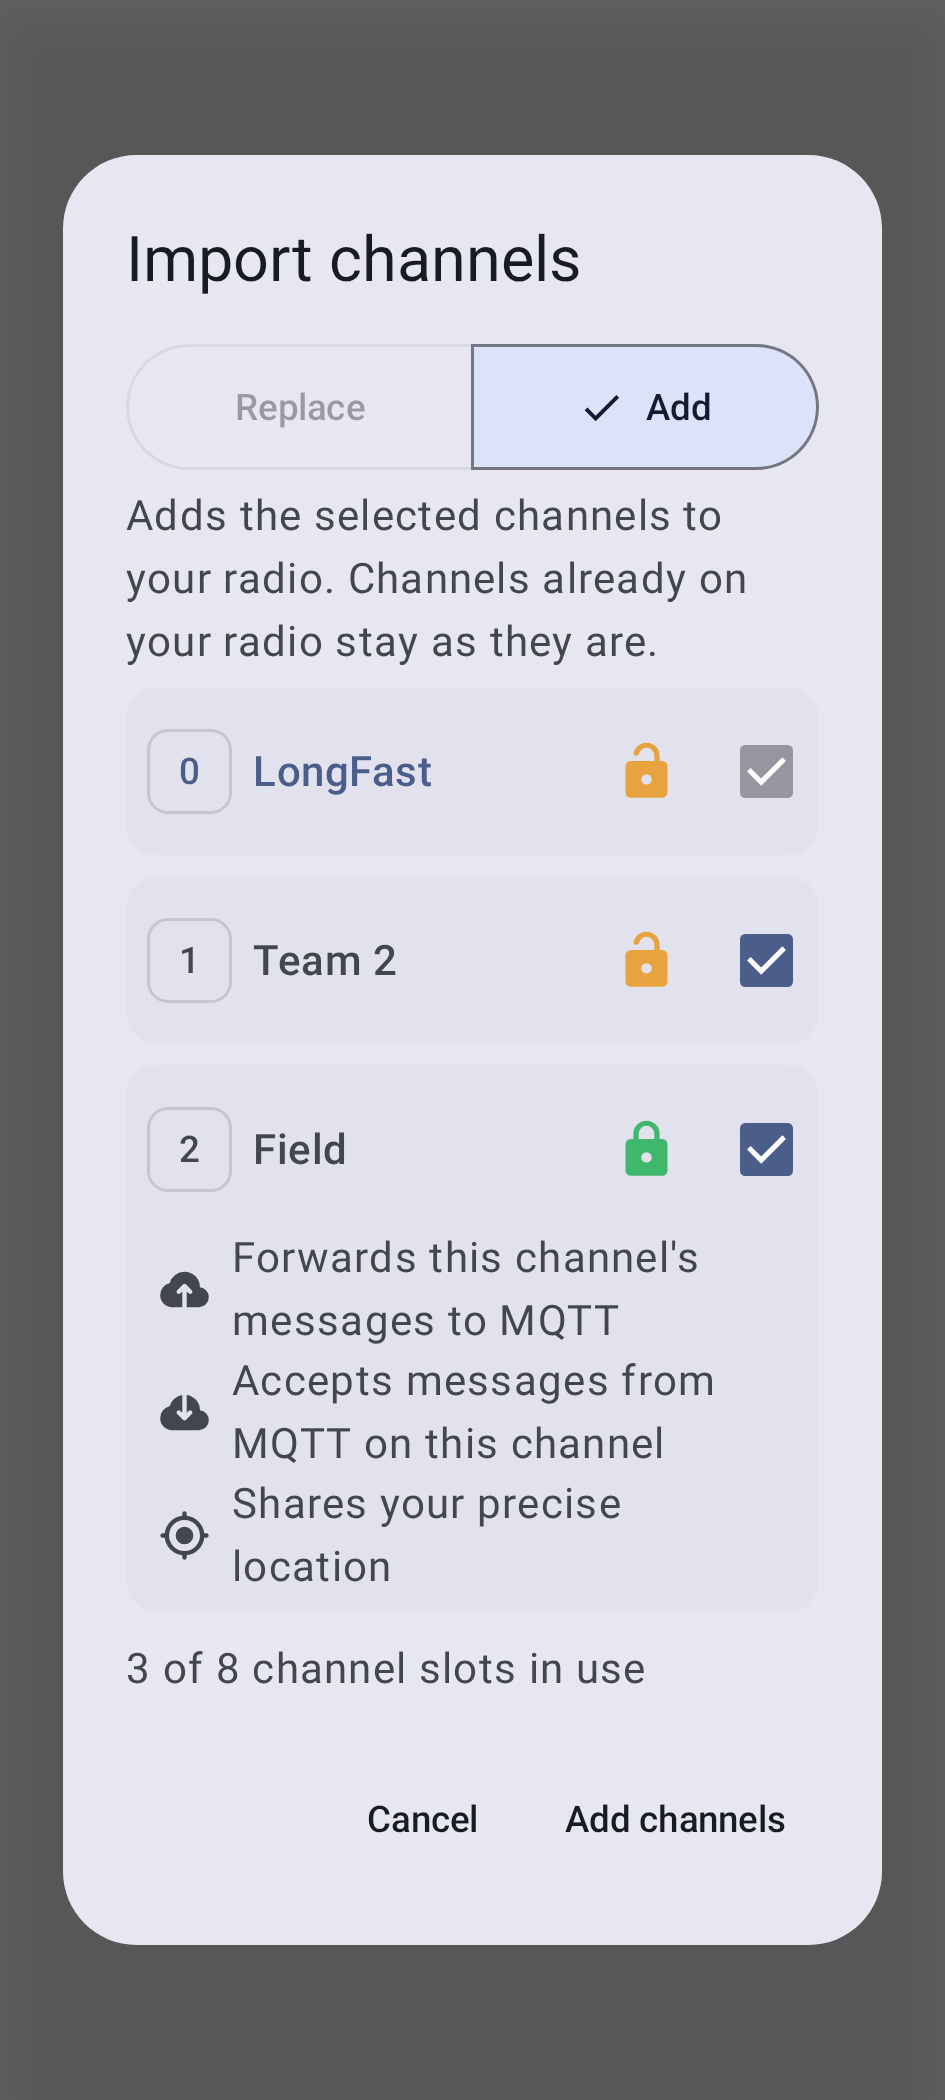 Import channels
Replace
Add
Adds the selected channels to
your radio. Channels already on
your radio stay as they are.
0
LongFast
1
Team 2
2
Field
Forwards this channel's
messages to MQTT
Accepts messages from
MQTT on this channel
Shares your precise
location
3 of 8 channel slots in use
Cancel
Add channels